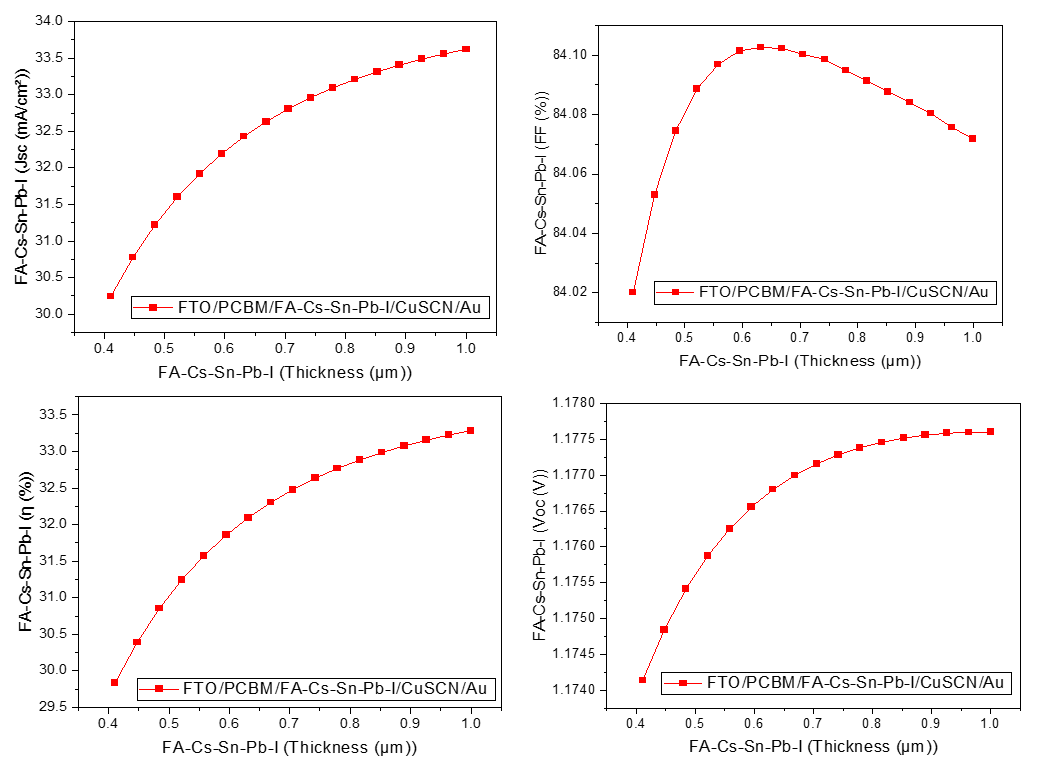 FA-Cs-Sn-Pb-I (Jsc (mA/cm²))
34.0
33.5
33.0
32.5
32.0
31.5
31.0
30.5
30.0
FTO/PCBM/FA-Cs-Sn-Pb-I/CuSCN/Au
0.4 0.5 0.6 0.7 0.8 0.9 1.0
FA-Cs-Sn-Pb-I (Thickness (µm))
FA-Cs-Sn-Pb-I (FF (%))
84.10
84.08
84.06
84.04
84.02
FTO/PCBM/FA-Cs-Sn-Pb-I/CuSCN/Au
0.4 0.5 0.6 0.7 0.8 0.9 1.0
FA-Cs-Sn-Pb-I (Thickness (µm))
FA-Cs-Sn-Pb-I (η (%))
33.5
33.0
32.5
32.0
31.5
31.0
30.5
30.0
29.5
FTO/PCBM/FA-Cs-Sn-Pb-I/CuSCN/Au
0.4 0.5 0.6 0.7 0.8 0.9 1.0
FA-Cs-Sn-Pb-I (Thickness (µm))
FA-Cs-Sn-Pb-I (Voc (V))
1.1780
1.1775
1.1770
1.1765
1.1760
1.1755
1.1750
1.1745
1.1740
FTO/PCBM/FA-Cs-Sn-Pb-I/CuSCN/Au
0.4 0.5 0.6 0.7 0.8 0.9 1.0
FA-Cs-Sn-Pb-I (Thickness (µm))